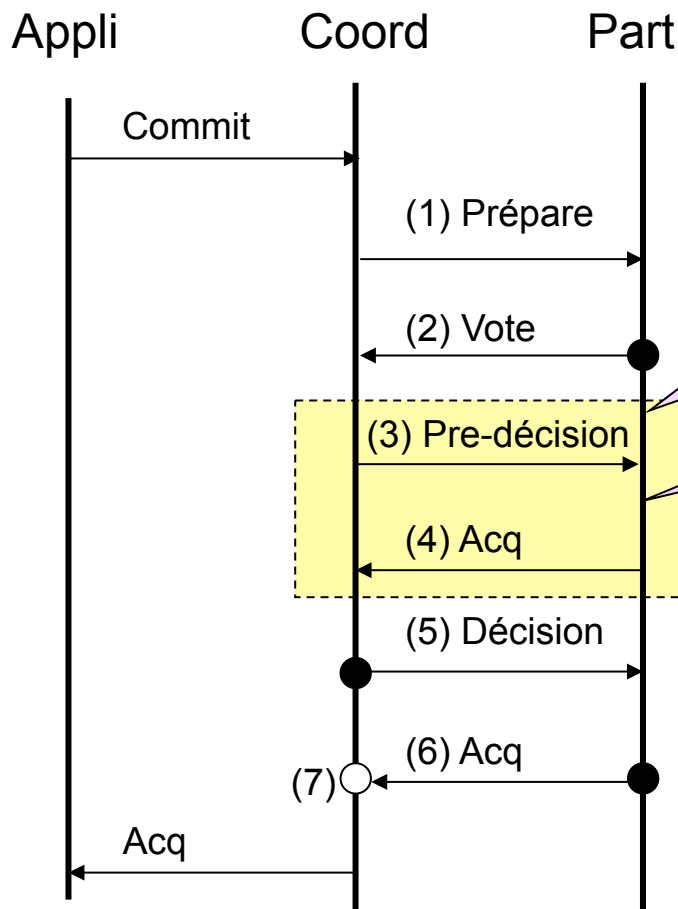 Appli Coord Part
Commit
(1) Prépare
(2) Vote
(3) Pre-décision
(4) Acq
(5) Décision
(6) Acq
(7)
Acq